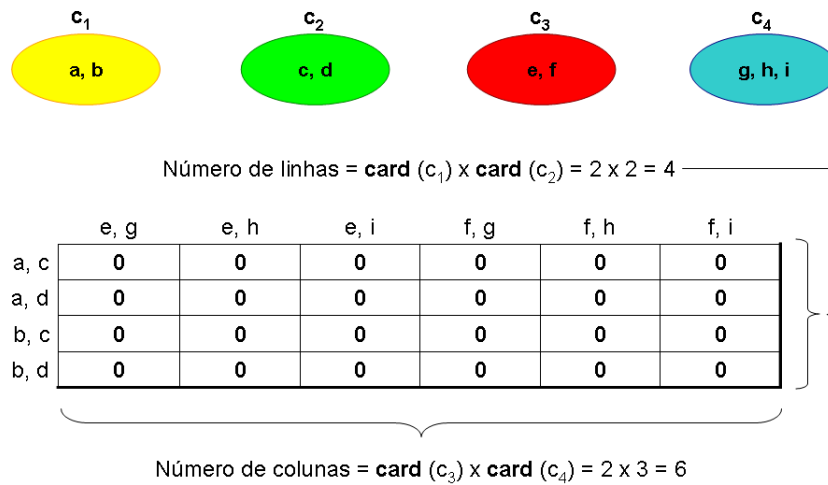 c1 c2 c3 c4
a, b c, d e, f g, h, i
Número de linhas = card (c1) x card (c2) = 2 x 2 = 4
e, g e, h e, i f, g f, h f, i
a, c 0 0 0 0 0 0
a, d 0 0 0 0 0 0
b, c 0 0 0 0 0 0
b, d 0 0 0 0 0 0
Número de colunas = card (c3) x card (c4) = 2 x 3 = 6